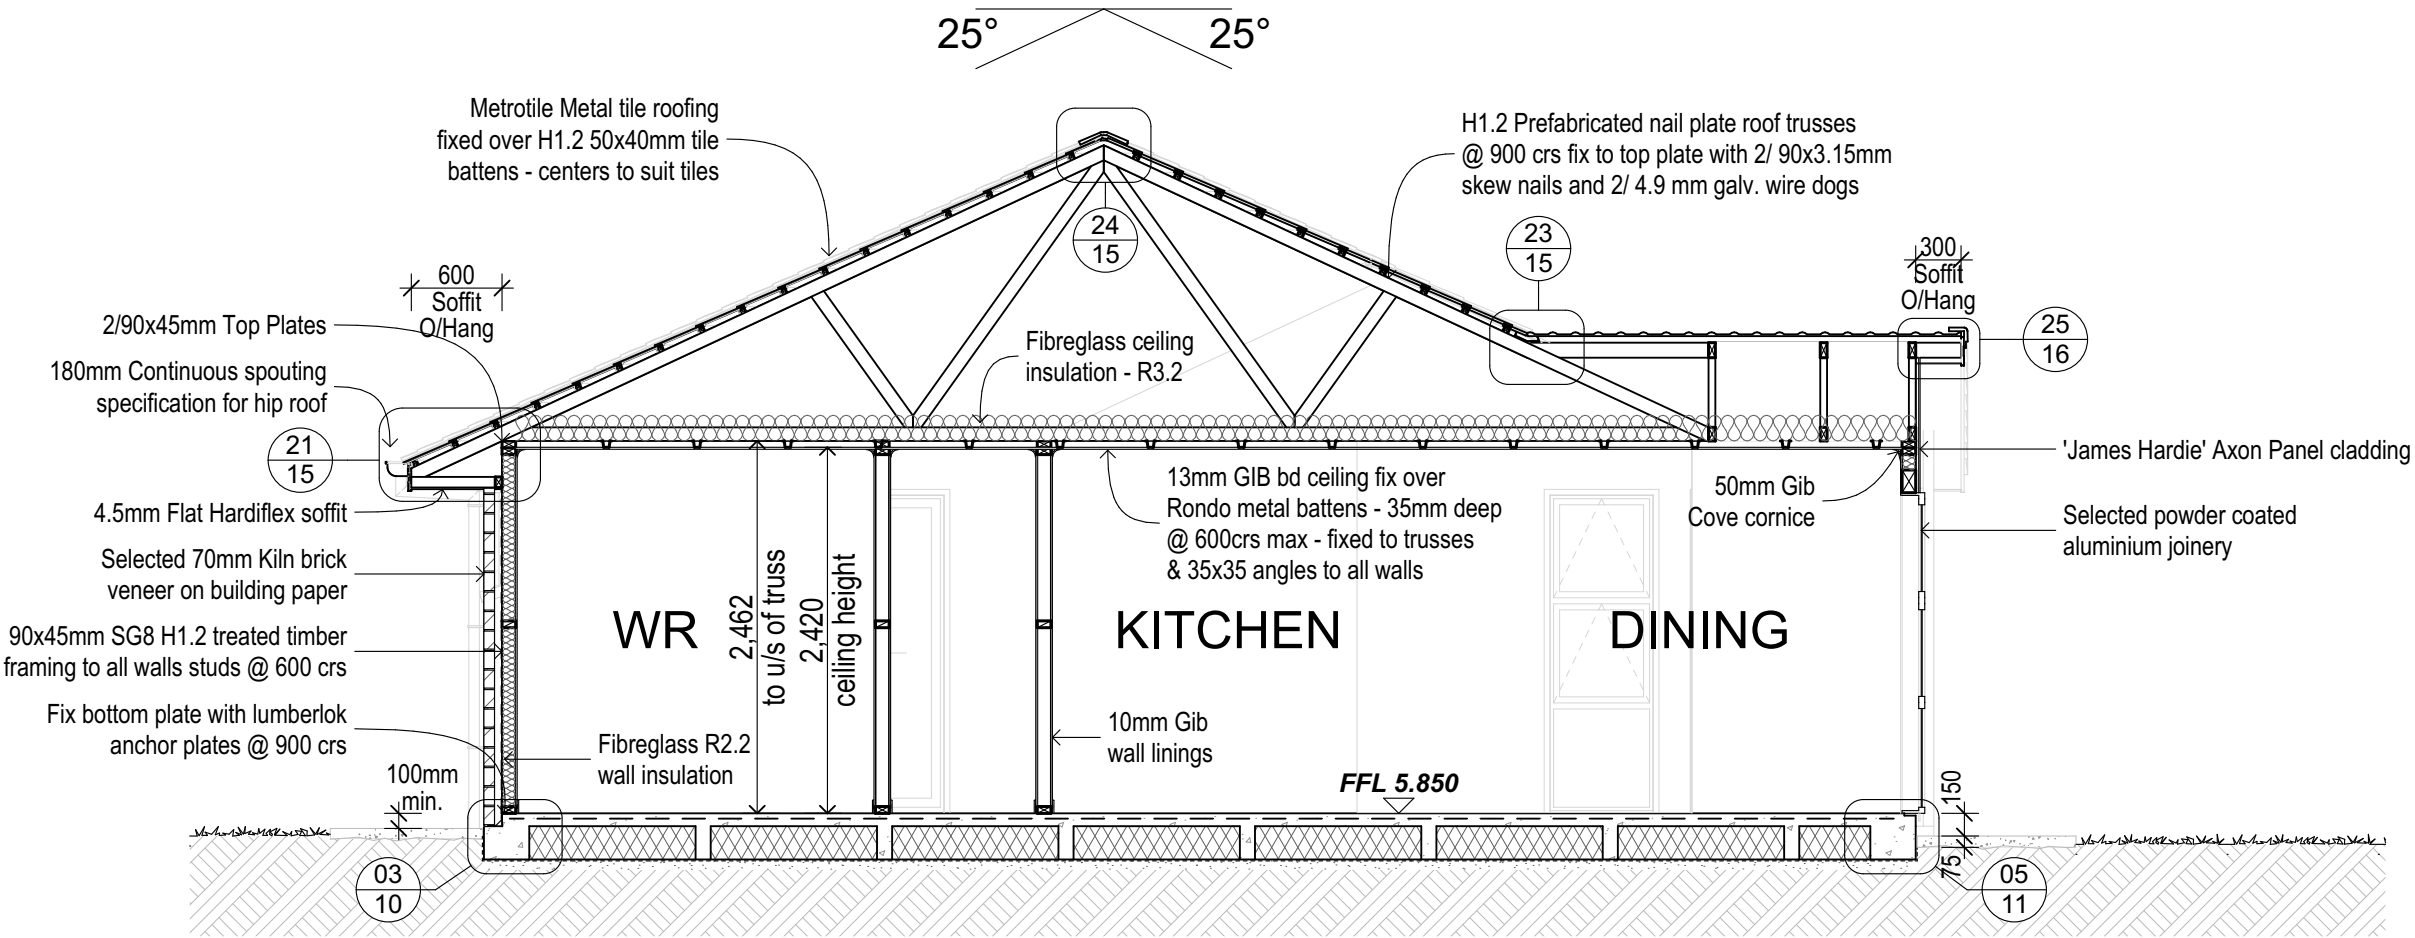 25°
25°
Metrotile Metal tile roofing
fixed over H1.2 50x40mm tile
battens - centers to suit tiles
H1.2 Prefabricated nail plate roof trusses
@ 900 crs fix to top plate with 2/ 90x3.15mm
skew nails and 2/ 4.9 mm galv. wire dogs
24
15
23
15
600
Soffit
O/Hang
300
Soffit
O/Hang
2/90x45mm Top Plates
25
16
Fibreglass ceiling
insulation - R3.2
180mm Continuous spouting
specification for hip roof
21
15
'James Hardie' Axon Panel cladding
13mm GIB bd ceiling fix over
Rondo metal battens - 35mm deep
@ 600crs max - fixed to trusses
& 35x35 angles to all walls
50mm Gib
Cove cornice
4.5mm Flat Hardiflex soffit
Selected powder coated
aluminium joinery
Selected 70mm Kiln brick
veneer on building paper
2,462
to u/s of truss
2,420
ceiling height
WR
KITCHEN
DINING
90x45mm SG8 H1.2 treated timber
framing to all walls studs @ 600 crs
Fix bottom plate with lumberlok
anchor plates @ 900 crs
Fibreglass R2.2
wall insulation
10mm Gib
wall linings
100mm
min.
FFL 5.850
150
75
03
10
05
11